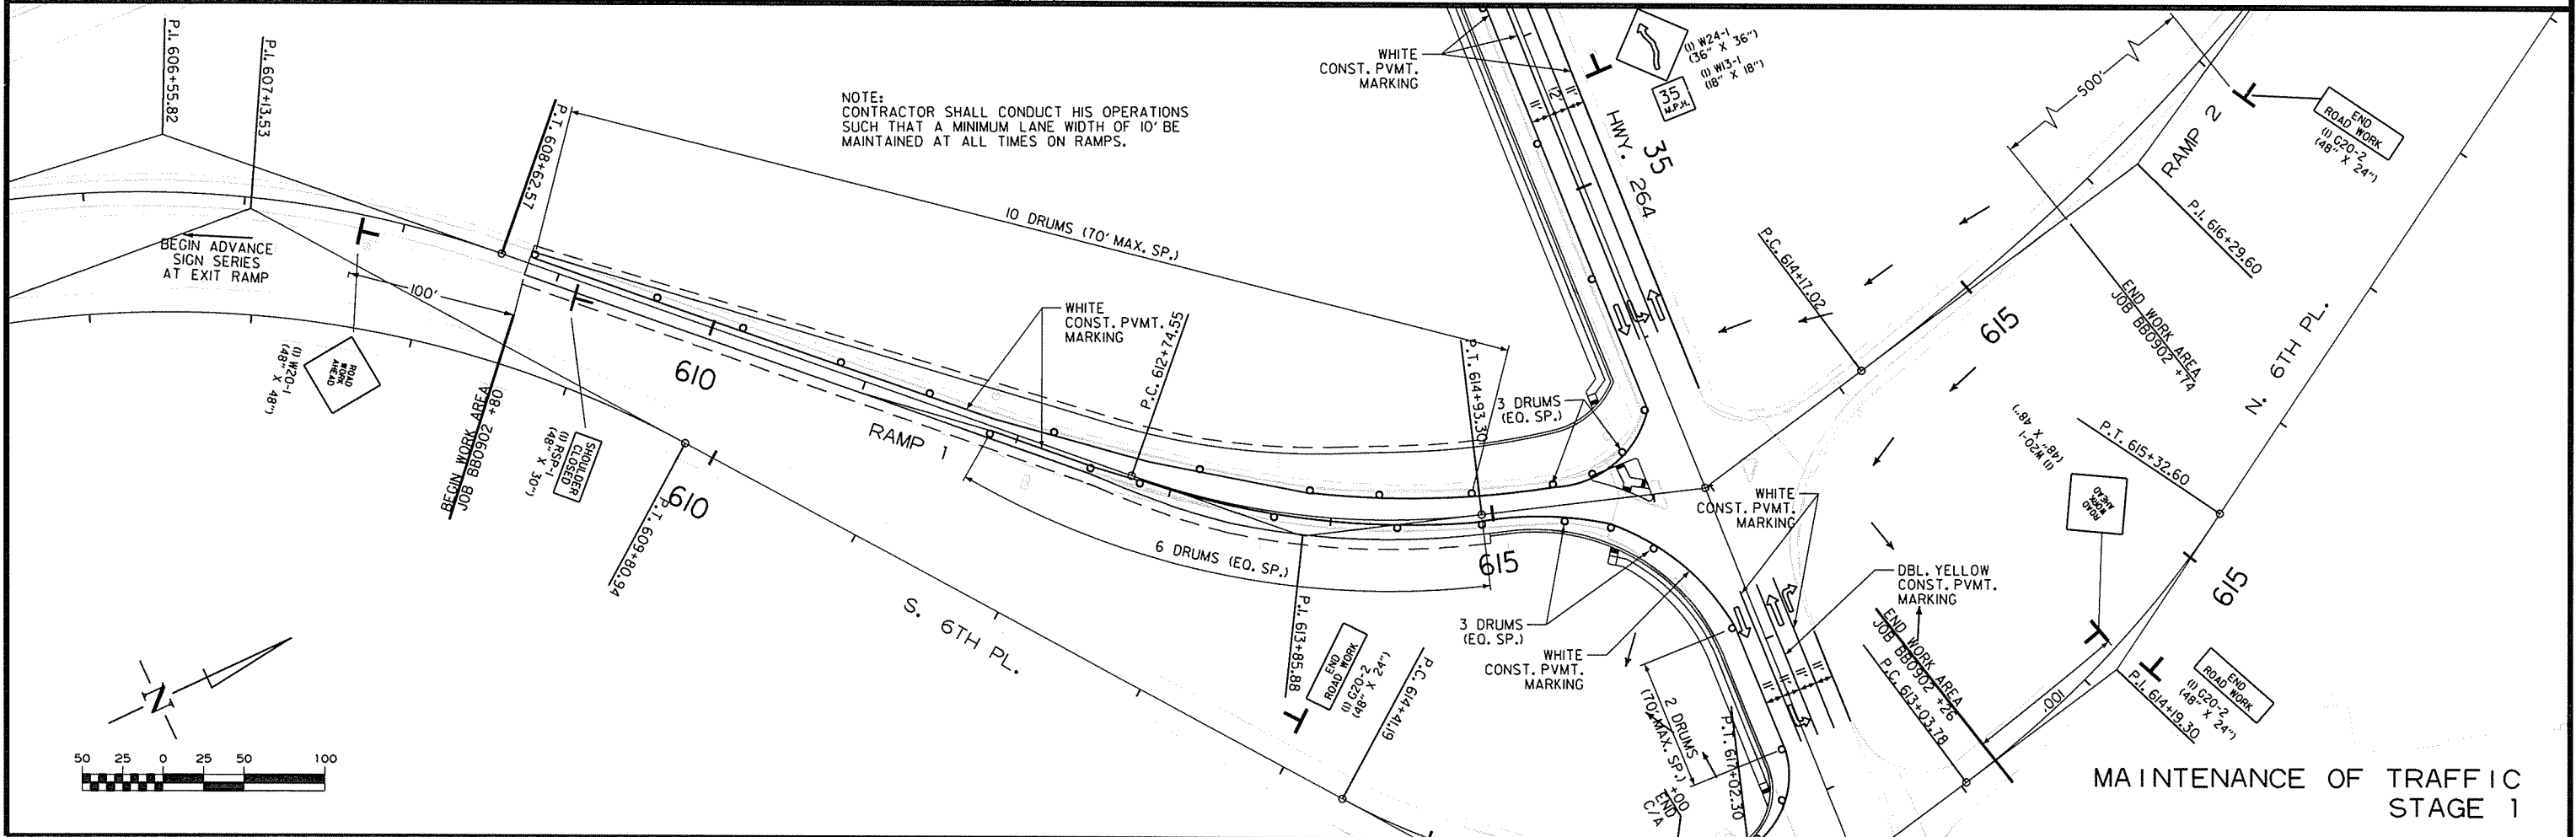 P.I. 606+55.82
P.I. 607+13.53
BEGIN ADVANCE
SIGN SERIES
AT EXIT RAMP
100'
ROAD
WORK
AHEAD
(1) W20-1
(48" X 48")
P.T. 608+62.57
BEGIN WORK AREA
JOB BB0902 +80
SHOULDER
CLOSED
(1) RSP-1
(48" X 30")
NOTE:
CONTRACTOR SHALL CONDUCT HIS OPERATIONS
SUCH THAT A MINIMUM LANE WIDTH OF 10' BE
MAINTAINED AT ALL TIMES ON RAMPS.
10 DRUMS (70' MAX. SP.)
610
610
P.T. 609+80.94
RAMP 1
WHITE
CONST. PVMT.
MARKING
P.C. 612+74.55
6 DRUMS (EQ. SP.)
S. 6TH PL.
P.I. 613+85.88
END
ROAD WORK
(1) G20-2
(48" X 24")
P.C. 614+41.19
P.T. 614+93.30
615
3 DRUMS
(EQ. SP.)
3 DRUMS
(EQ. SP.)
WHITE
CONST. PVMT.
MARKING
2 DRUMS
(70' MAX. SP.)
+00
END
C/A
P.T. 617+02.30
WHITE
CONST. PVMT.
MARKING
11'
12'
11'
HWY. 264
35
(1) W24-1
(36" X 36")
(1) W13-1
(18" X 18")
35
M.P.H.
WHITE
CONST. PVMT.
MARKING
DBL. YELLOW
CONST. PVMT.
MARKING
11'
11'
11'
P.C. 614+17.02
615
500'
RAMP 2
END
ROAD WORK
(1) G20-2
(48" X 24")
P.I. 616+29.60
END WORK AREA
JOB BB0902 +74
N. 6TH PL.
P.T. 615+32.60
(1) W20-1
(48" X 48")
ROAD
WORK
AHEAD
615
END WORK AREA
JOB BB0902 +26
P.C. 613+03.78
100'
P.I. 614+19.30
END
ROAD WORK
(1) G20-2
(48" X 24")
N
50 25 0 25 50 100
MAINTENANCE OF TRAFFIC
STAGE 1